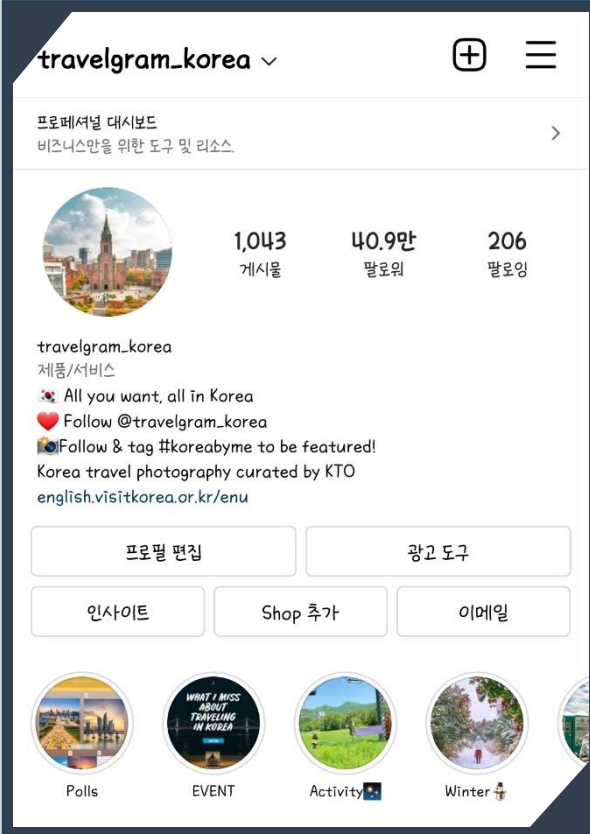 travelgram_korea
프로페셔널 대시보드
비즈니스만을 위한 도구 및 리소스.
1,043 40.9만 206
게시물 팔로워 팔로잉
travelgram_korea
제품/서비스
🇰🇷 All you want, all in Korea
❤️ Follow @travelgram_korea
📸Follow & tag #koreabyme to be featured!
Korea travel photography curated by KTO
english.visitkorea.or.kr/enu
프로필 편집 광고 도구
인사이트 Shop 추가 이메일
WHAT I MISS
ABOUT
TRAVELING
IN KOREA
Polls EVENT Activity🎇 Winter⛄